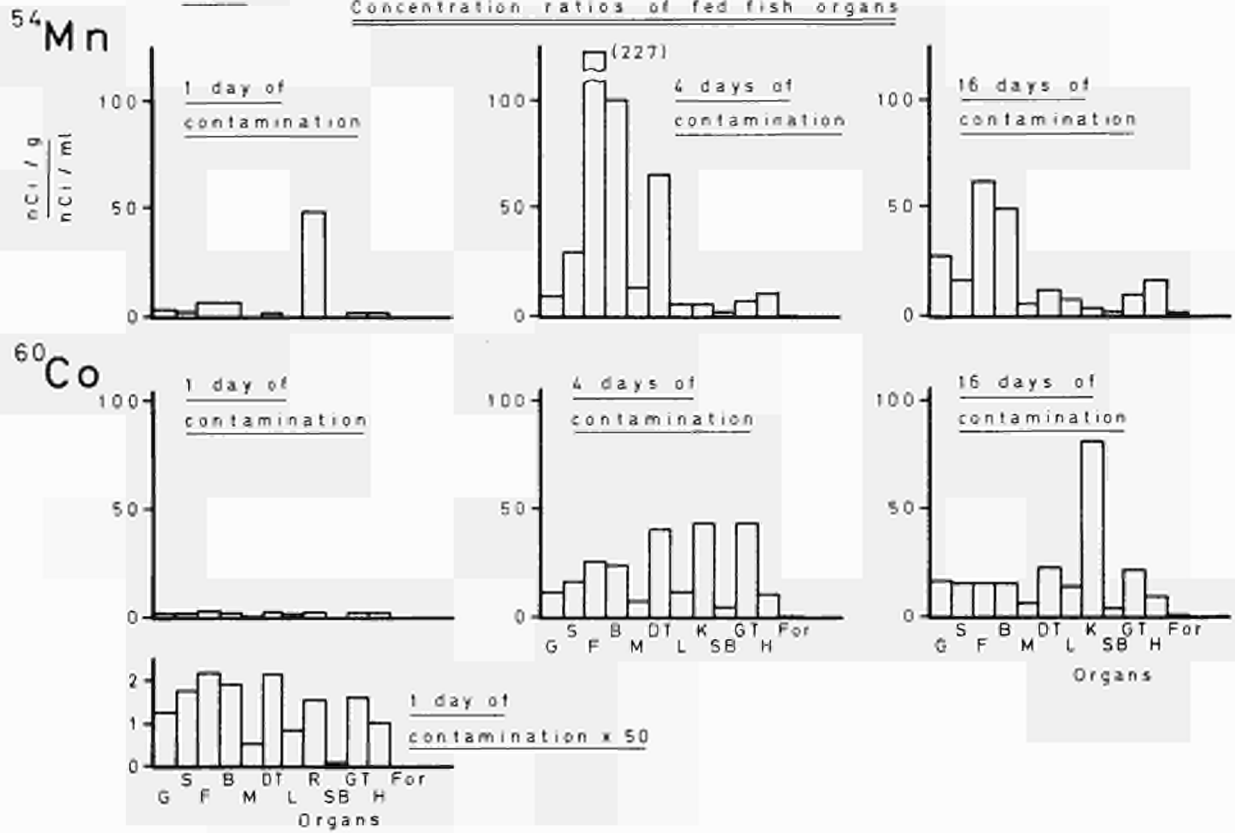 Concentration ratios of fed fish organs
54Mn
nCi / g
nCi / ml
100
50
0
1 day of
contamination
(227)
100
50
0
4 days of
contamination
100
50
0
16 days of
contamination
60Co
100
50
0
1 day of
contamination
100
50
0
4 days of
contamination
S B DT K GT For
G F M L SB H
100
50
0
16 days of
contamination
S B DT K GT For
G F M L SB H
Organs
2
1
0
1 day of
contamination x 50
S B DT R GT For
G F M L SB H
Organs